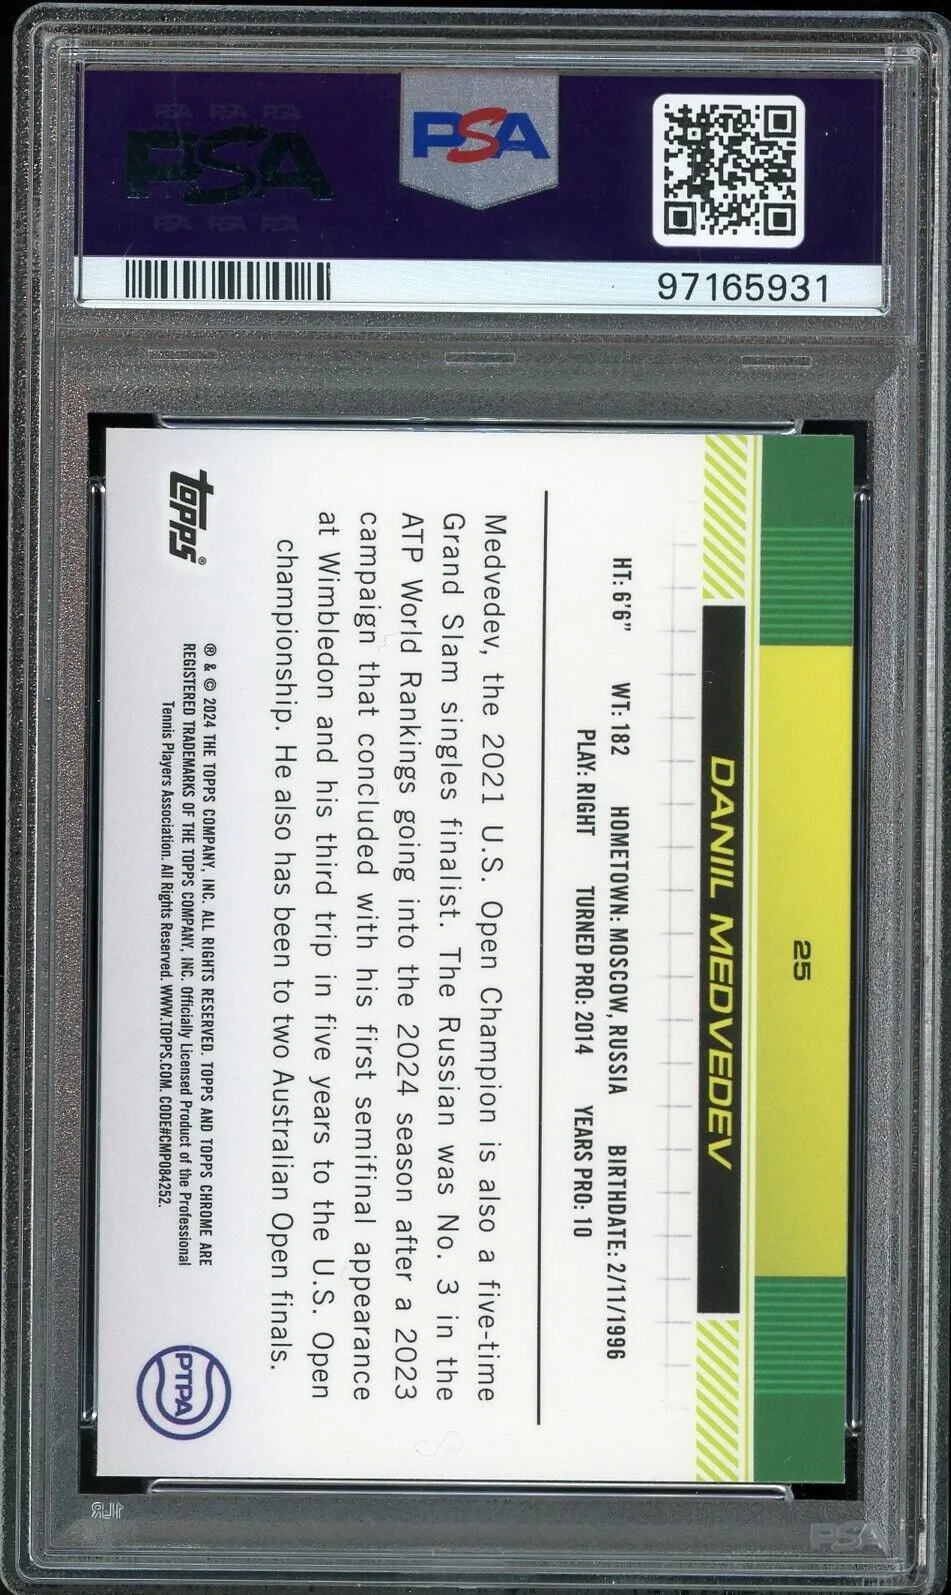 PSA PSA PSA
PSA
PSA PSA PSA
PSA
97165931
25
DANIIL MEDVEDEV
HT: 6'6" WT: 182 HOMETOWN: MOSCOW, RUSSIA BIRTHDATE: 2/11/1996
PLAY: RIGHT TURNED PRO: 2014 YEARS PRO: 10
Medvedev, the 2021 U.S. Open Champion is also a five-time
Grand Slam singles finalist. The Russian was No. 3 in the
ATP World Rankings going into the 2024 season after a 2023
campaign that concluded with his first semifinal appearance
at Wimbledon and his third trip in five years to the U.S. Open
championship. He also has been to two Australian Open finals.
topps®
® & © 2024 THE TOPPS COMPANY, INC. ALL RIGHTS RESERVED. TOPPS AND TOPPS CHROME ARE
REGISTERED TRADEMARKS OF THE TOPPS COMPANY, INC. Officially Licensed Product of the Professional
Tennis Players Association. All Rights Reserved. WWW.TOPPS.COM. CODE#CMP084252.
PTPA
PSA